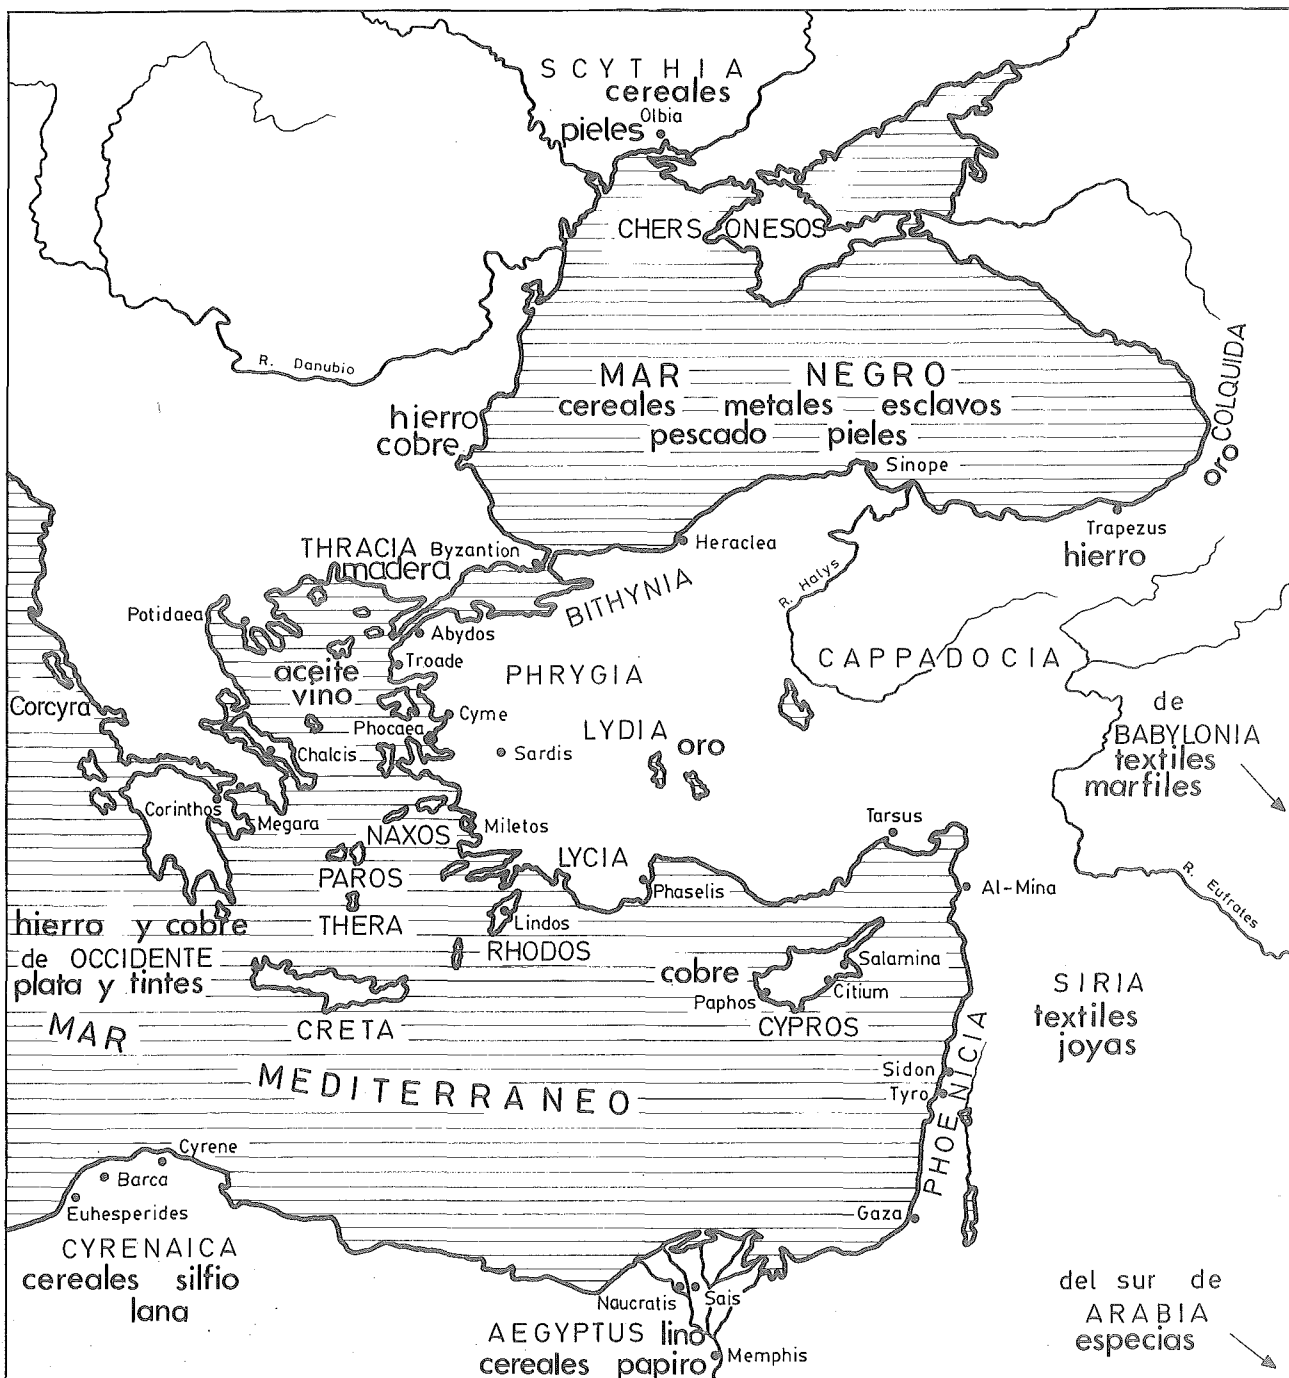 SCYTHIA
cereales
pieles
Olbia
CHERSONESOS
R. Danubio
MAR NEGRO
cereales metales esclavos
pescado pieles
hierro
cobre
COLQUIDA
oro
Sinope
Trapezus
hierro
Heraclea
THRACIA
Byzantion
madera
BITHYNIA
R. Halys
Potidaea
Abydos
Troade
aceite
vino
PHRYGIA
CAPPADOCIA
Corcyra
Cyme
Phocaea
LYDIA
oro
Sardis
Chalcis
de
BABYLONIA
textiles
marfiles
Corinthos
Megara
NAXOS
Miletos
Tarsus
PAROS
LYCIA
Phaselis
Al-Mina
R. Eufrates
hierro y cobre
de OCCIDENTE
plata y tintes
THERA
Lindos
RHODOS
cobre
Salamina
Citium
Paphos
CYPROS
CRETA
SIRIA
textiles
joyas
MAR
MEDITERRANEO
Sidon
Tyro
PHOENICIA
Gaza
Cyrene
Barca
Euhesperides
CYRENAICA
cereales silfio
lana
Naucratis
Sais
AEGYPTUS lino
cereales papiro
Memphis
del sur de
ARABIA
especias